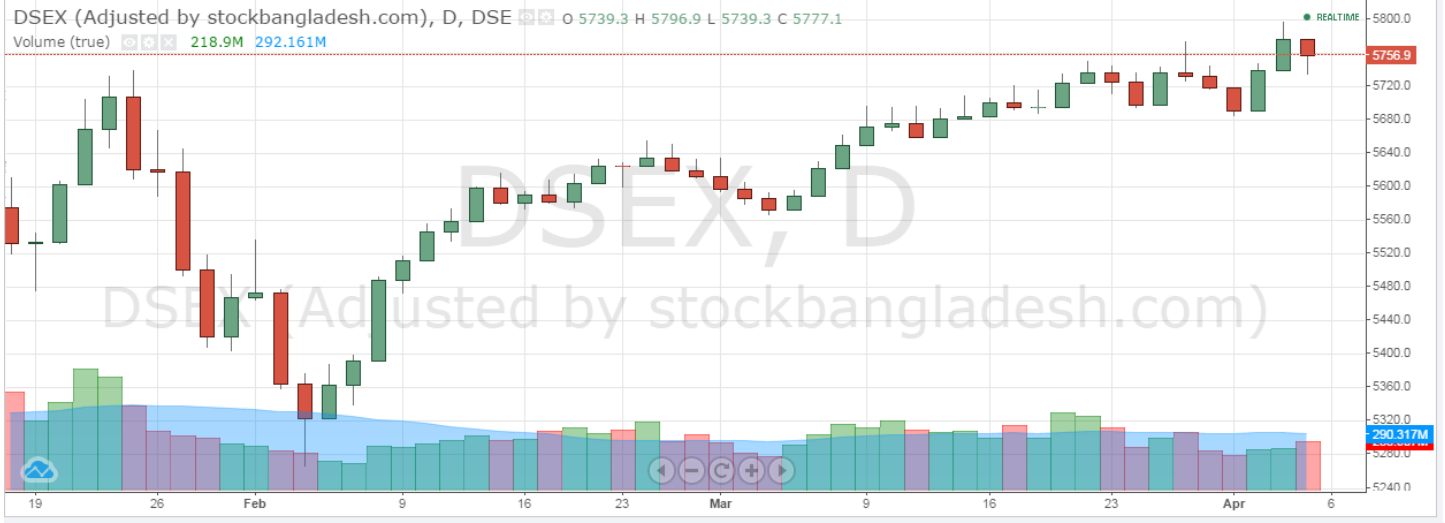 DSEX (Adjusted by stockbangladesh.com), D, DSE O 5739.3 H 5796.9 L 5739.3 C 5777.1
REALTIME
Volume (true) 218.9M 292.161M
5800.0
5756.9
5720.0
5680.0
5640.0
5600.0
5560.0
5520.0
5480.0
5440.0
5400.0
5360.0
5320.0
290.317M
5280.0
5240.0
DSEX, D
DSEX (Adjusted by stockbangladesh.com)
19 26 Feb 9 16 23 Mar 9 16 23 Apr 6